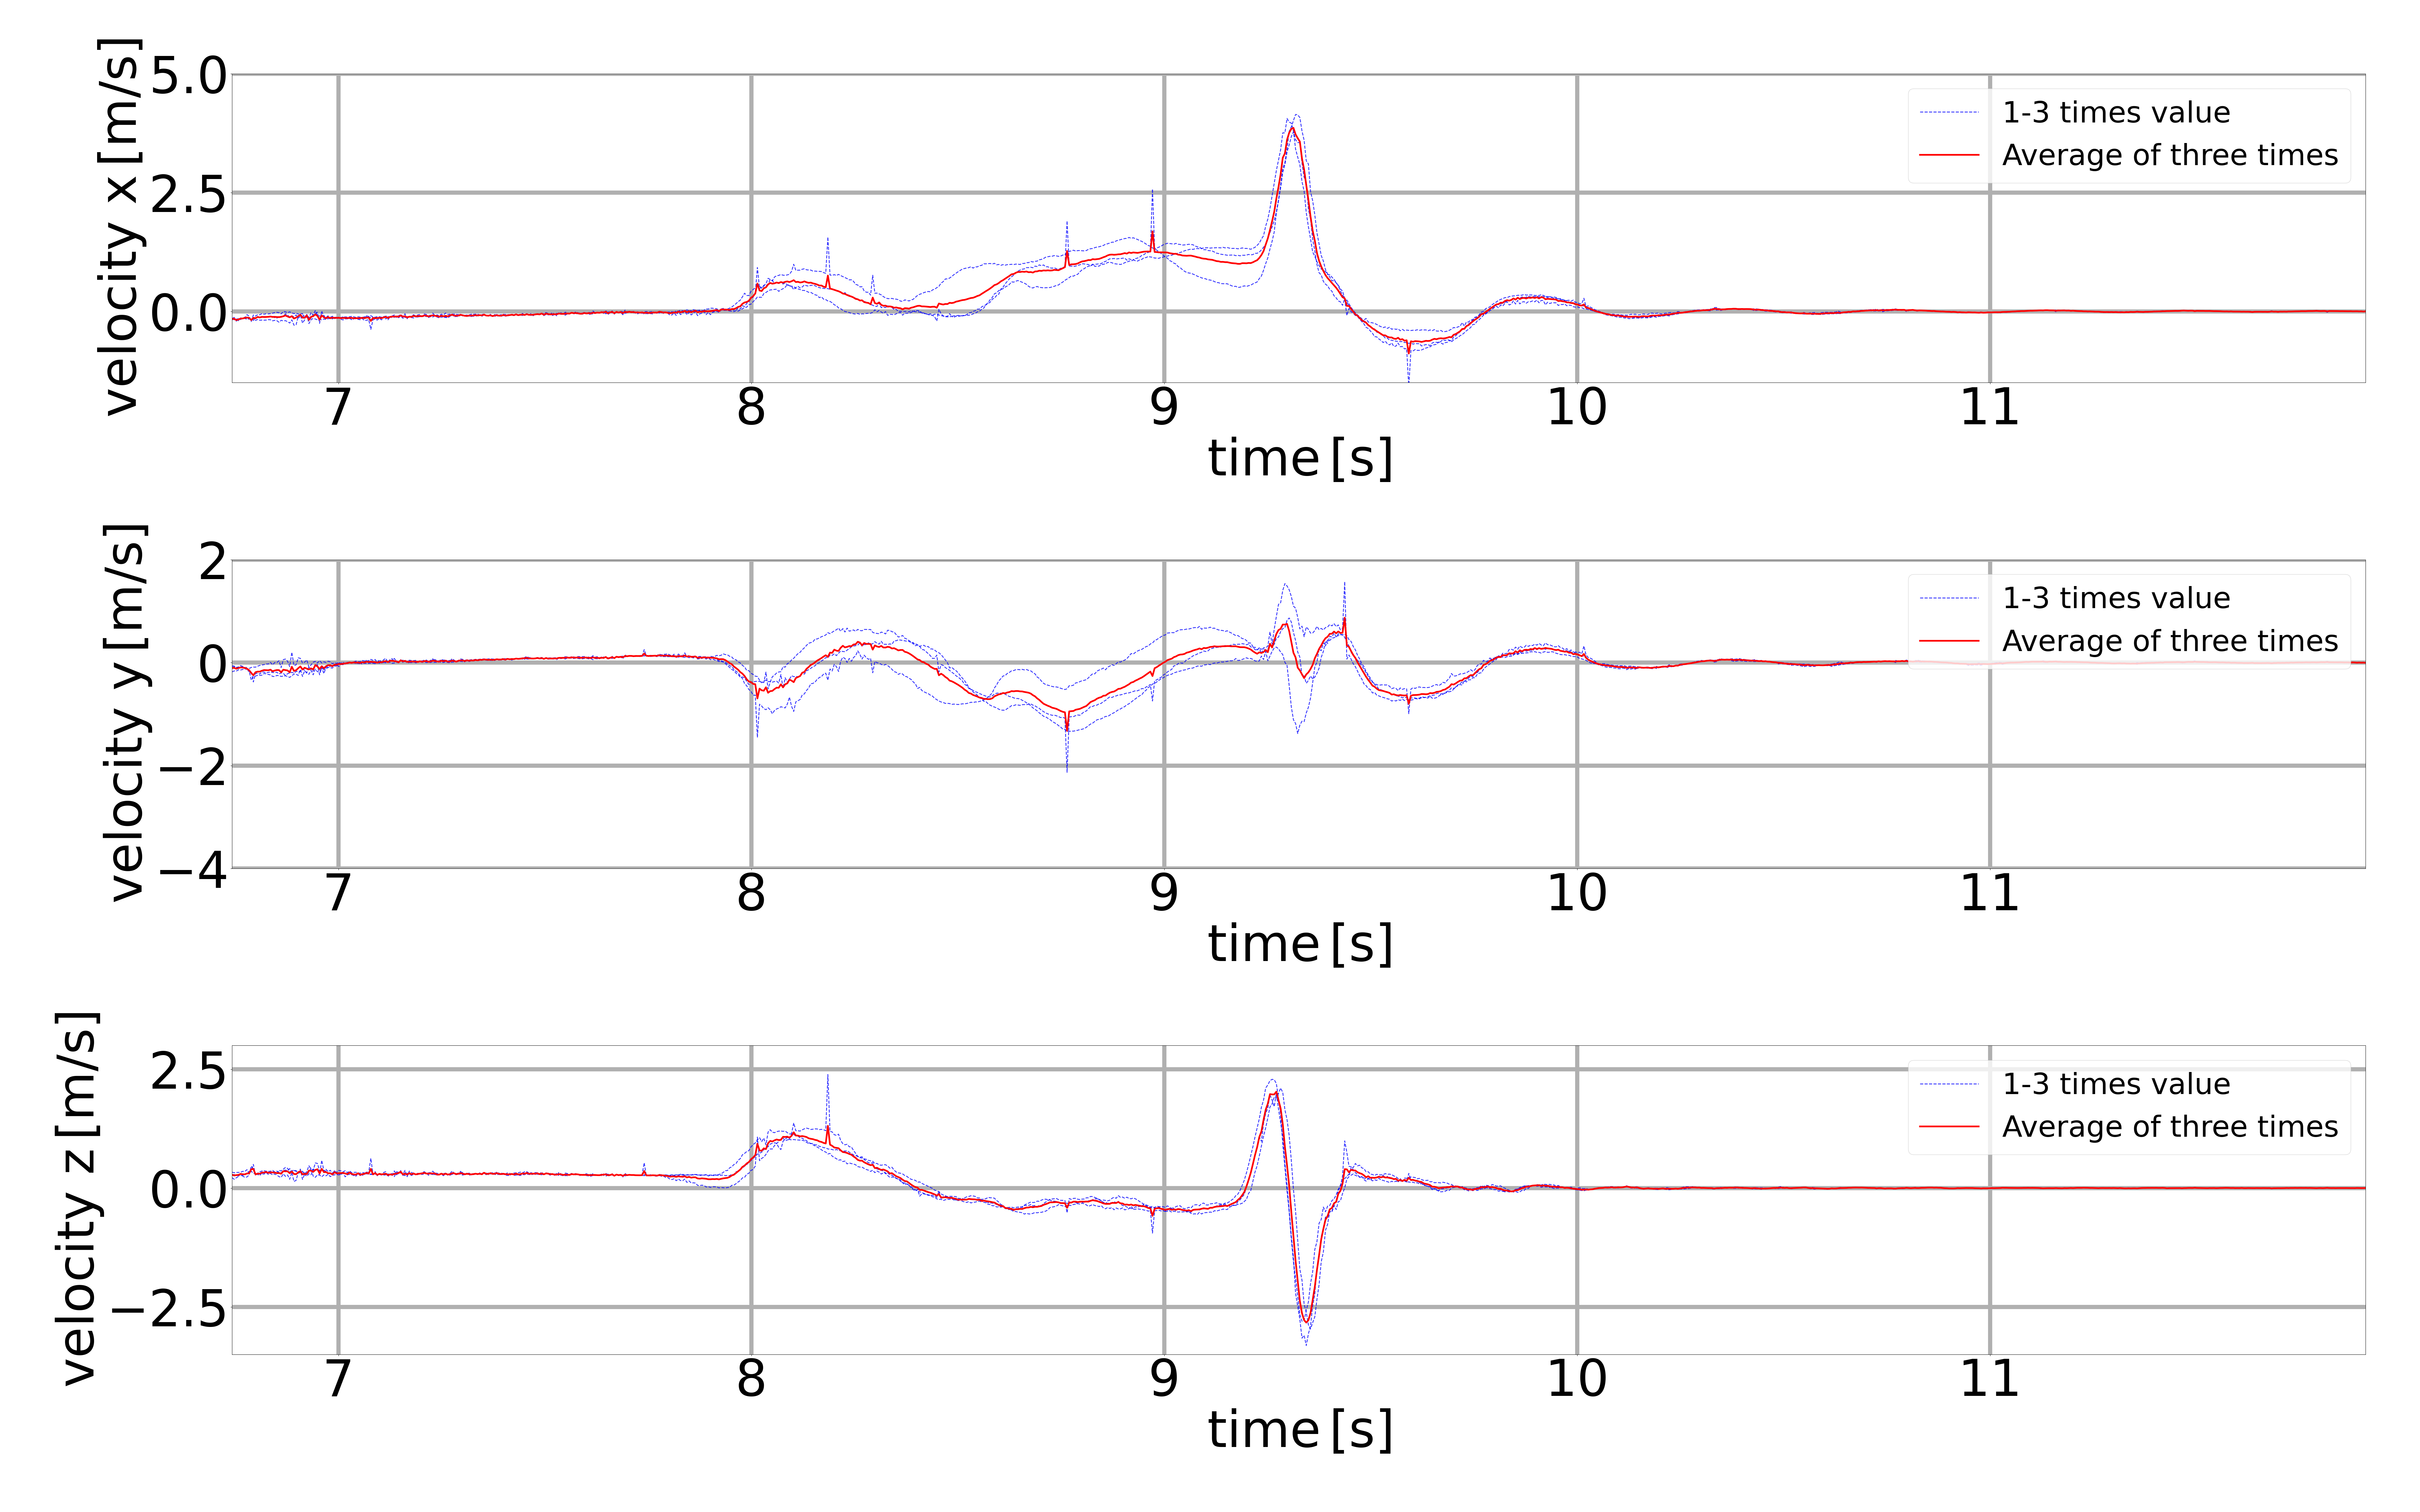 velocity x [m/s]
5.0
2.5
0.0
1-3 times value
Average of three times
7 8 9 10 11
time [s]
velocity y [m/s]
2
0
−2
−4
1-3 times value
Average of three times
7 8 9 10 11
time [s]
velocity z [m/s]
2.5
0.0
−2.5
1-3 times value
Average of three times
7 8 9 10 11
time [s]